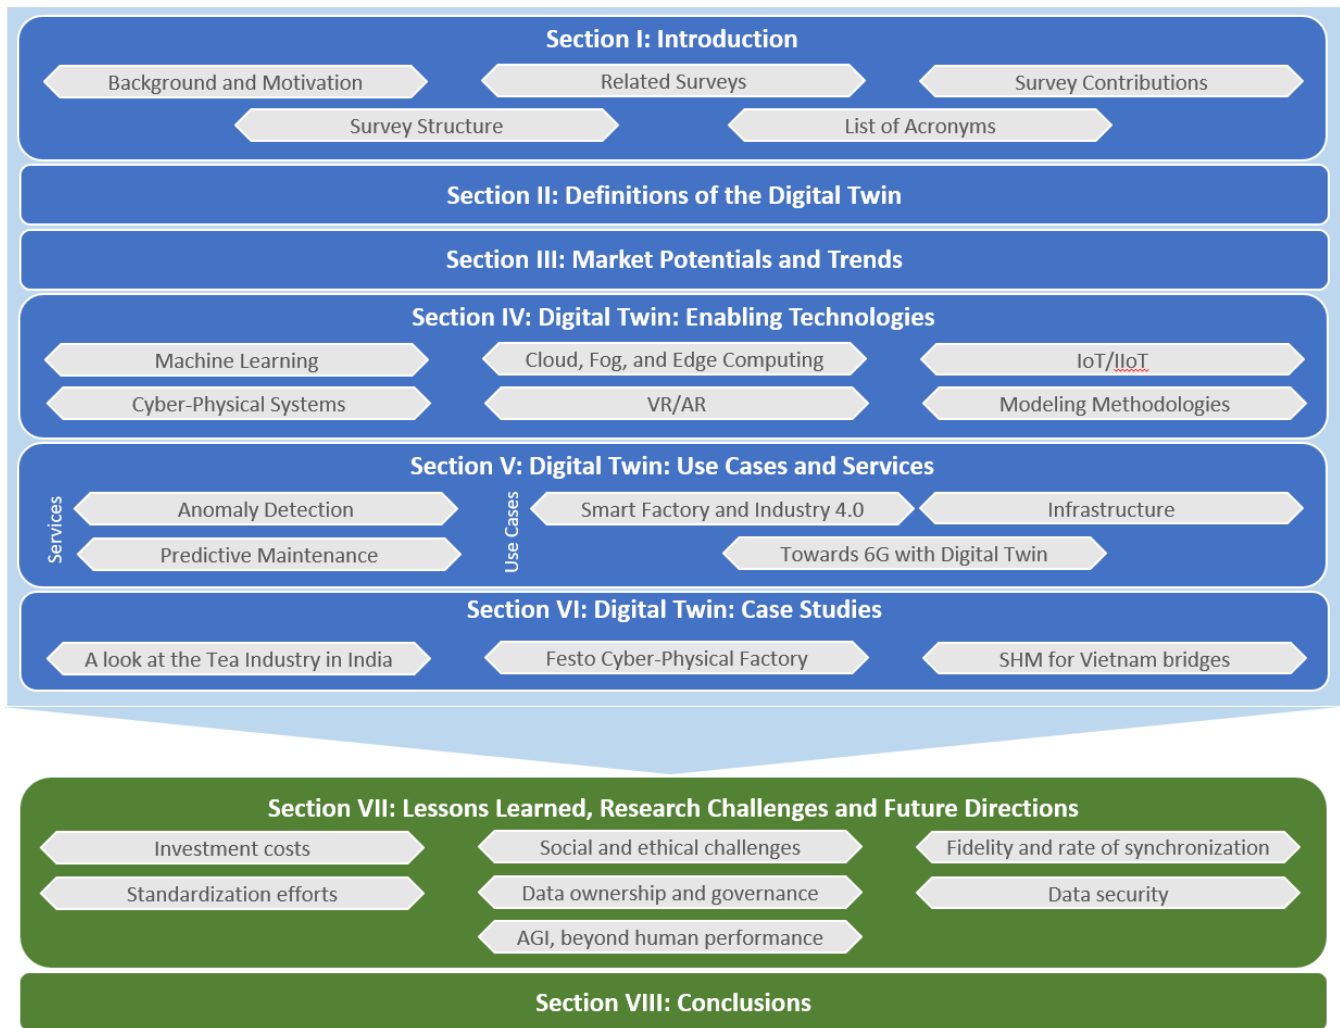 Section I: Introduction
Background and Motivation
Related Surveys
Survey Contributions
Survey Structure
List of Acronyms
Section II: Definitions of the Digital Twin
Section III: Market Potentials and Trends
Section IV: Digital Twin: Enabling Technologies
Machine Learning
Cloud, Fog, and Edge Computing
IoT/IIoT
Cyber-Physical Systems
VR/AR
Modeling Methodologies
Section V: Digital Twin: Use Cases and Services
Services
Anomaly Detection
Predictive Maintenance
Use Cases
Smart Factory and Industry 4.0
Infrastructure
Towards 6G with Digital Twin
Section VI: Digital Twin: Case Studies
A look at the Tea Industry in India
Festo Cyber-Physical Factory
SHM for Vietnam bridges
Section VII: Lessons Learned, Research Challenges and Future Directions
Investment costs
Social and ethical challenges
Fidelity and rate of synchronization
Standardization efforts
Data ownership and governance
Data security
AGI, beyond human performance
Section VIII: Conclusions